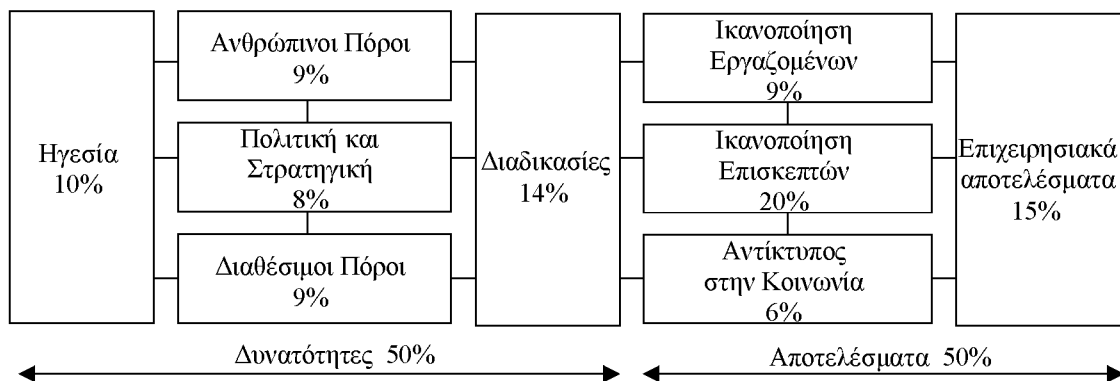 Ηγεσία
10%
Ανθρώπινοι Πόροι
9%
Πολιτική και
Στρατηγική
8%
Διαθέσιμοι Πόροι
9%
Διαδικασίες
14%
Ικανοποίηση
Εργαζομένων
9%
Ικανοποίηση
Επισκεπτών
20%
Αντίκτυπος
στην Κοινωνία
6%
Επιχειρησιακά
αποτελέσματα
15%
Δυνατότητες 50%
Αποτελέσματα 50%